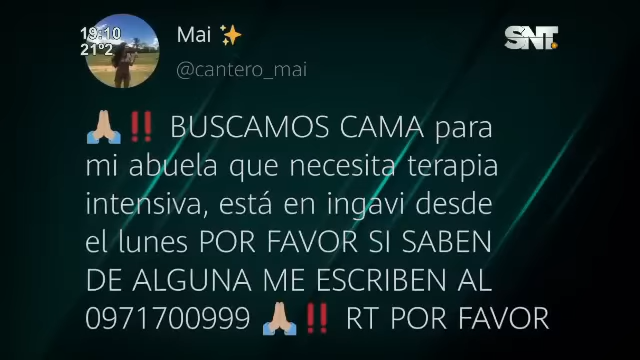 19:10
21°2
Mai ✨
@cantero_mai
SNT.
🙏🏼‼️ BUSCAMOS CAMA para
mi abuela que necesita terapia
intensiva, está en ingavi desde
el lunes POR FAVOR SI SABEN
DE ALGUNA ME ESCRIBEN AL
0971700999 🙏🏼‼️ RT POR FAVOR